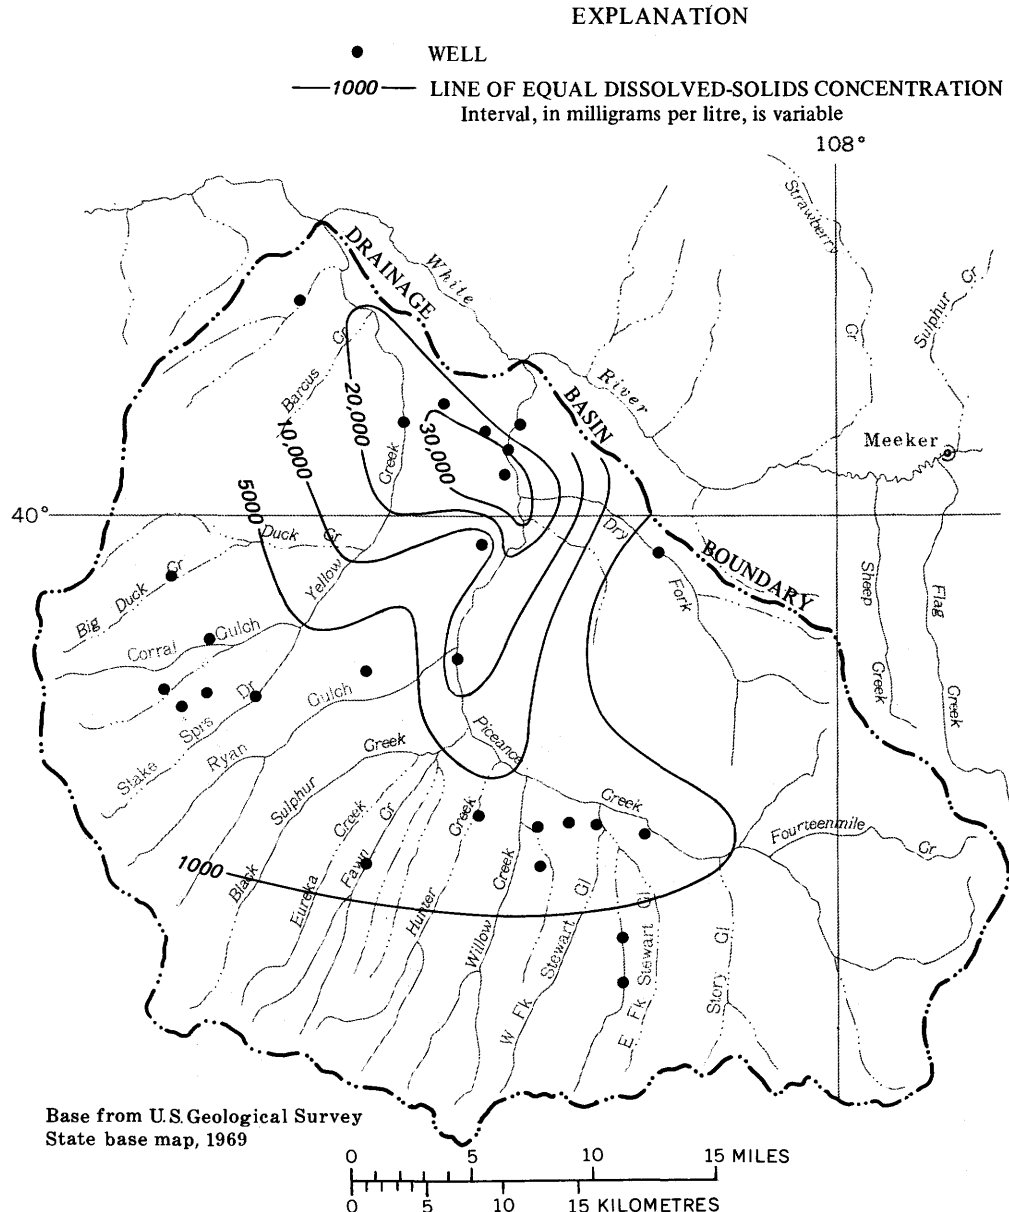 EXPLANATION
WELL
1000 LINE OF EQUAL DISSOLVED-SOLIDS CONCENTRATION
Interval, in milligrams per litre, is variable
108°
Strawberry
Cr
Sulphur Cr
DRAINAGE
White
River
BASIN
Meeker
Barcus Cr
20,000
30,000
10,000
5000
Creek
40°
Duck Cr
Dry
Fork
BOUNDARY
Yellow
Big Duck Cr
Sheep
Creek
Flag
Creek
Corral Gulch
Stake Sprs Dr
Ryan Gulch
Piceance
Creek
Black Sulphur Creek
Eureka Creek
Fawn Cr
Hunter Creek
Willow Creek
Fourteenmile Cr
1000
W Fk Stewart Gl
E Fk Stewart Gl
Story Gl
Base from U.S. Geological Survey
State base map, 1969
0 5 10 15 MILES
0 5 10 15 KILOMETRES